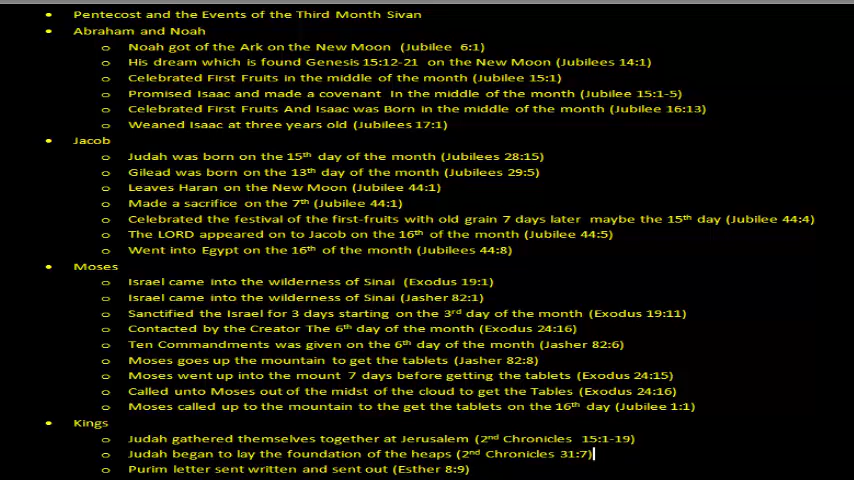 • Pentecost and the Events of the Third Month Sivan
• Abraham and Noah
o Noah got of the Ark on the New Moon (Jubilee 6:1)
o His dream which is found Genesis 15:12-21 on the New Moon (Jubilees 14:1)
o Celebrated First Fruits in the middle of the month (Jubilee 15:1)
o Promised Isaac and made a covenant In the middle of the month (Jubilee 15:1-5)
o Celebrated First Fruits And Isaac was Born in the middle of the month (Jubilee 16:13)
o Weaned Isaac at three years old (Jubilees 17:1)
• Jacob
o Judah was born on the 15th day of the month (Jubilees 28:15)
o Gilead was born on the 13th day of the month (Jubilees 29:5)
o Leaves Haran on the New Moon (Jubilee 44:1)
o Made a sacrifice on the 7th (Jubilee 44:1)
o Celebrated the festival of the first-fruits with old grain 7 days later maybe the 15th day (Jubilee 44:4)
o The LORD appeared on to Jacob on the 16th of the month (Jubilee 44:5)
o Went into Egypt on the 16th of the month (Jubilees 44:8)
• Moses
o Israel came into the wilderness of Sinai (Exodus 19:1)
o Israel came into the wilderness of Sinai (Jasher 82:1)
o Sanctified the Israel for 3 days starting on the 3rd day of the month (Exodus 19:11)
o Contacted by the Creator The 6th day of the month (Exodus 24:16)
o Ten Commandments was given on the 6th day of the month (Jasher 82:6)
o Moses goes up the mountain to get the tablets (Jasher 82:8)
o Moses went up into the mount 7 days before getting the tablets (Exodus 24:15)
o Called unto Moses out of the midst of the cloud to get the Tables (Exodus 24:16)
o Moses called up to the mountain to the get the tablets on the 16th day (Jubilee 1:1)
• Kings
o Judah gathered themselves together at Jerusalem (2nd Chronicles 15:1-19)
o Judah began to lay the foundation of the heaps (2nd Chronicles 31:7)
o Purim letter sent written and sent out (Esther 8:9)